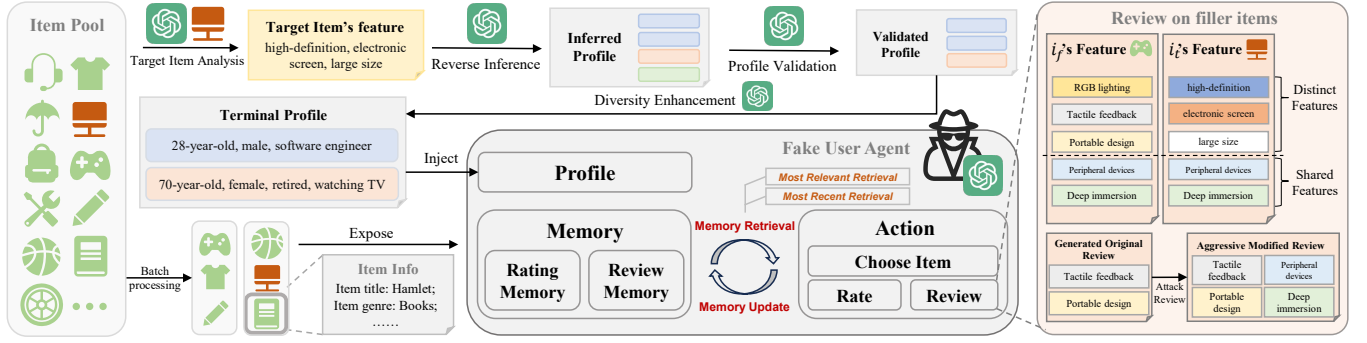 Item Pool
Target Item Analysis
Target Item's feature
high-definition, electronic
screen, large size
Reverse Inference
Inferred
Profile
Profile Validation
Validated
Profile
Diversity Enhancement
Terminal Profile
28-year-old, male, software engineer
70-year-old, female, retired, watching TV
Inject
Batch
processing
Expose
Item Info
Item title: Hamlet;
Item genre: Books;
……
Fake User Agent
Profile
Most Relevant Retrieval
Most Recent Retrieval
Memory
Rating
Memory
Review
Memory
Memory Retrieval
Memory Update
Action
Choose Item
Rate
Review
Review on filler items
i_f's Feature
i_t's Feature
RGB lighting
high-definition
Tactile feedback
electronic screen
Portable design
large size
Peripheral devices
Peripheral devices
Deep immersion
Deep immersion
Distinct
Features
Shared
Features
Generated Original
Review
Tactile feedback
Portable design
Attack
Review
Aggressive Modified Review
Tactile
feedback
Peripheral
devices
Portable
design
Deep
immersion